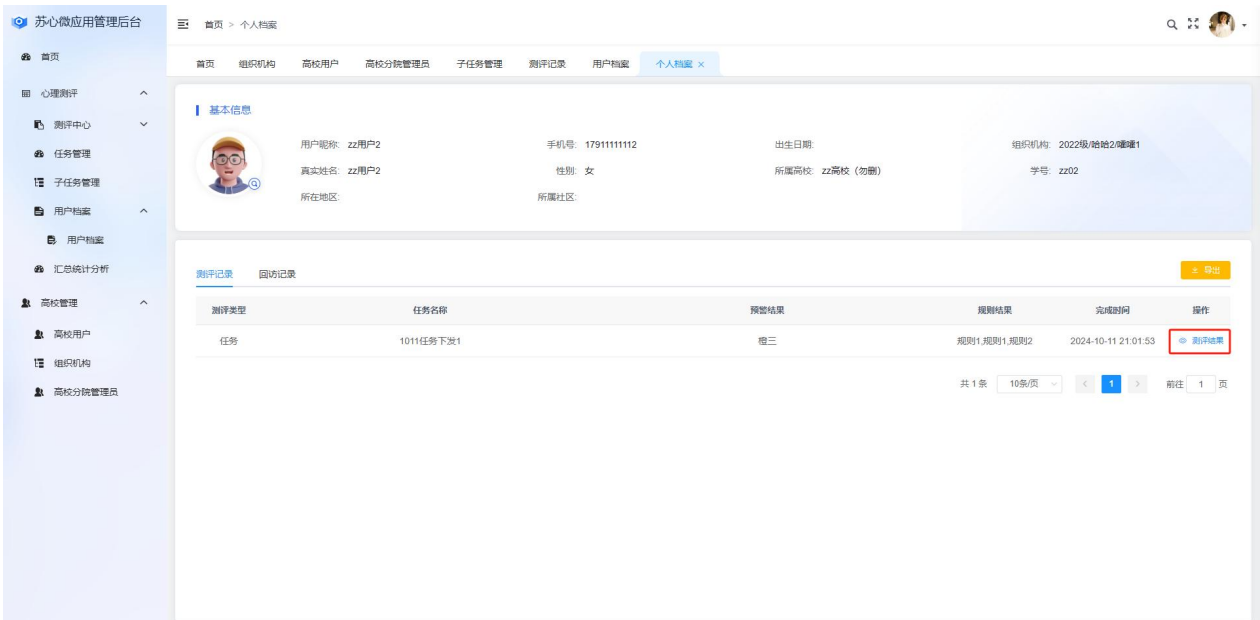 苏心微应用管理后台
首页 > 个人档案
首页
心理测评
测评中心
任务管理
子任务管理
用户档案
用户档案
汇总统计分析
高校管理
高校用户
组织机构
高校分院管理员
首页 组织机构 高校用户 高校分院管理员 子任务管理 测评记录 用户档案 个人档案 ×
基本信息
用户昵称: zz用户2 手机号: 17911111112 出生日期: 组织机构: 2022级/哈哈2/嚯嚯1
真实姓名: zz用户2 性别: 女 所属高校: zz高校（勿删） 学号: zz02
所在地区: 所属社区:
测评记录 回访记录 导出
测评类型 任务名称 预警结果 规则结果 完成时间 操作
任务 1011任务下发1 橙三 规则1,规则1,规则2 2024-10-11 21:01:53 测评结果
共 1 条 10条/页 < 1 > 前往 1 页